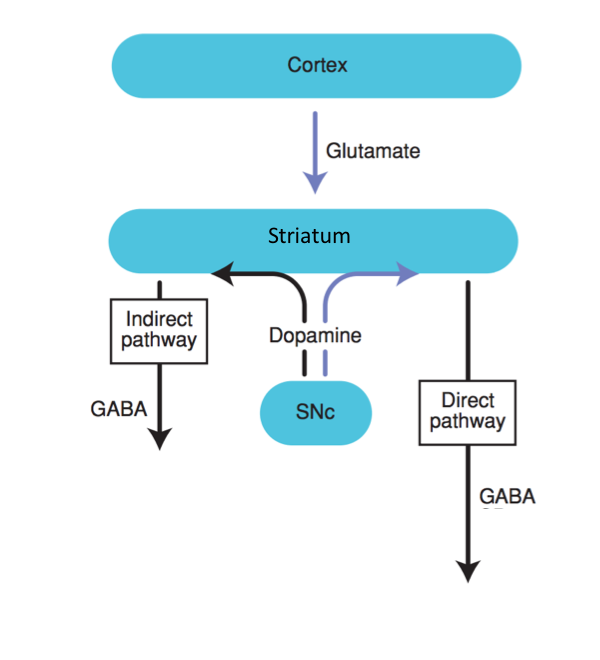 Cortex
Glutamate
Striatum
Indirect
pathway
Dopamine
GABA
SNc
Direct
pathway
GABA